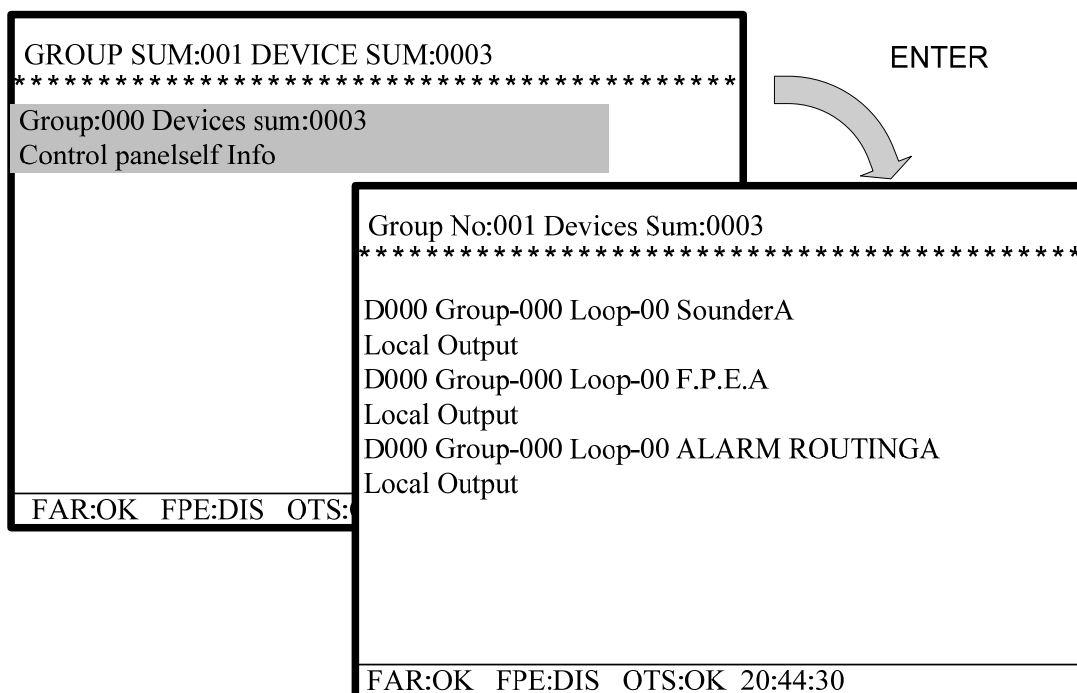 GROUP SUM:001 DEVICE SUM:0003
*******************************************
Group:000 Devices sum:0003
Control panelself Info
FAR:OK FPE:DIS OTS:
ENTER
Group No:001 Devices Sum:0003
*******************************************
D000 Group-000 Loop-00 SounderA
Local Output
D000 Group-000 Loop-00 F.P.E.A
Local Output
D000 Group-000 Loop-00 ALARM ROUTINGA
Local Output
FAR:OK FPE:DIS OTS:OK 20:44:30